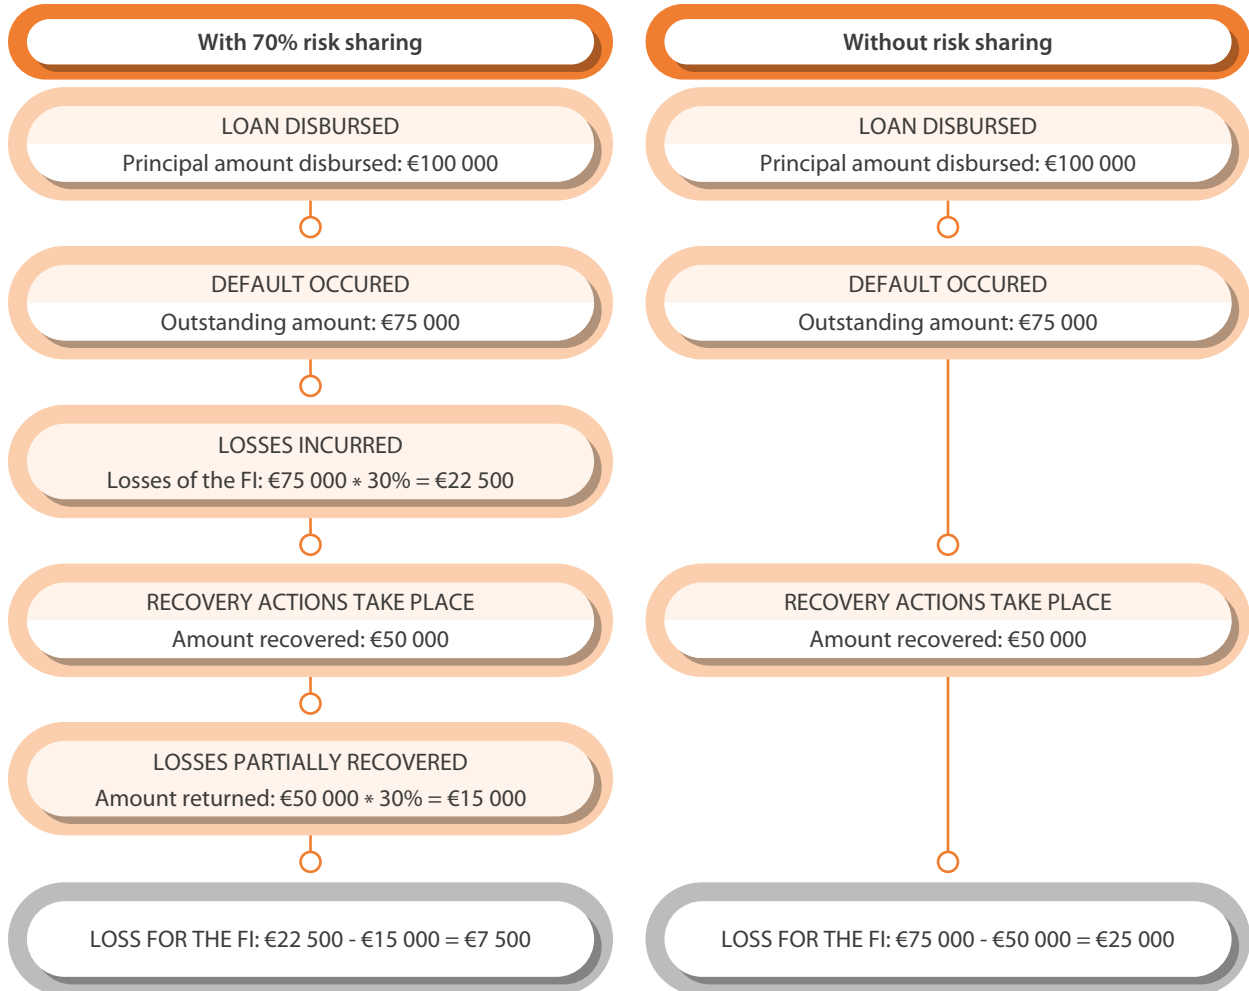 With 70% risk sharing
LOAN DISBURSED
Principal amount disbursed: €100 000
DEFAULT OCCURED
Outstanding amount: €75 000
LOSSES INCURRED
Losses of the FI: €75 000 * 30% = €22 500
RECOVERY ACTIONS TAKE PLACE
Amount recovered: €50 000
LOSSES PARTIALLY RECOVERED
Amount returned: €50 000 * 30% = €15 000
LOSS FOR THE FI: €22 500 - €15 000 = €7 500
Without risk sharing
LOAN DISBURSED
Principal amount disbursed: €100 000
DEFAULT OCCURED
Outstanding amount: €75 000
RECOVERY ACTIONS TAKE PLACE
Amount recovered: €50 000
LOSS FOR THE FI: €75 000 - €50 000 = €25 000